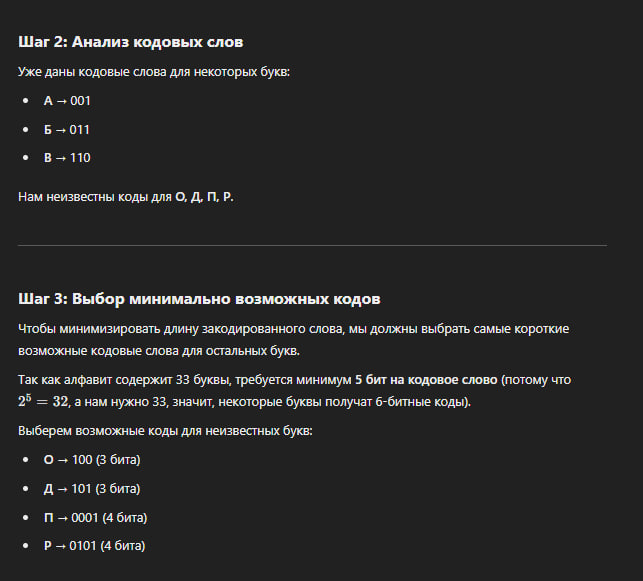 Шаг 2: Анализ кодовых слов
Уже даны кодовые слова для некоторых букв:
• А → 001
• Б → 011
• В → 110
Нам неизвестны коды для О, Д, П, Р.
Шаг 3: Выбор минимально возможных кодов
Чтобы минимизировать длину закодированного слова, мы должны выбрать самые короткие
возможные кодовые слова для остальных букв.
Так как алфавит содержит 33 буквы, требуется минимум 5 бит на кодовое слово (потому что
2⁵ = 32, а нам нужно 33, значит, некоторые буквы получат 6-битные коды).
Выберем возможные коды для неизвестных букв:
• О → 100 (3 бита)
• Д → 101 (3 бита)
• П → 0001 (4 бита)
• Р → 0101 (4 бита)